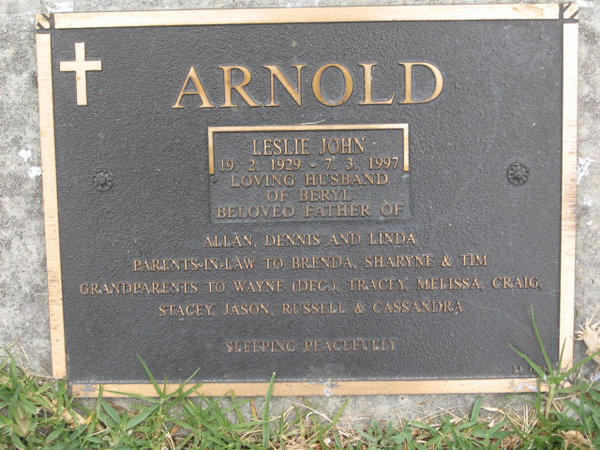 ARNOLD
LESLIE JOHN
19. 2. 1929 - 7. 3. 1997
LOVING HUSBAND
OF BERYL
BELOVED FATHER OF
ALLAN, DENNIS AND LINDA
PARENTS-IN-LAW TO BRENDA, SHARYNE & TIM
GRANDPARENTS TO WAYNE (DEC.), TRACEY, MELISSA, CRAIG,
STACEY, JASON, RUSSELL & CASSANDRA
SLEEPING PEACEFULLY